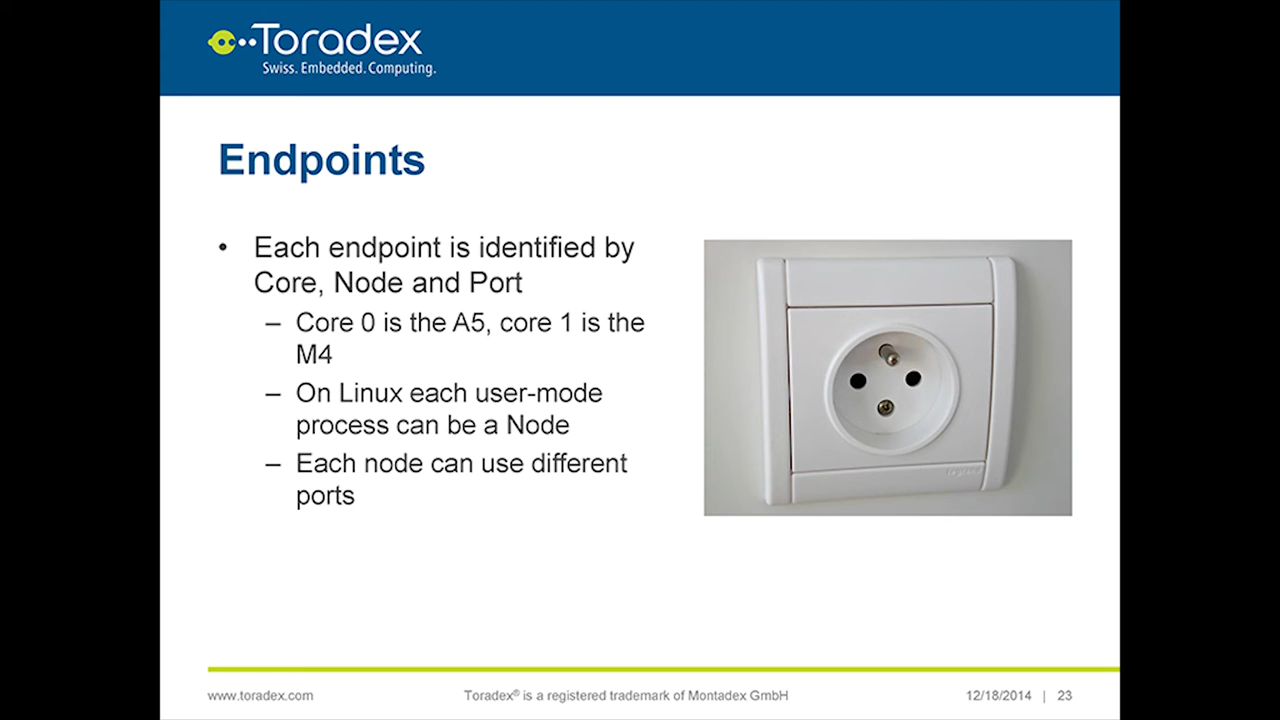 Toradex
Swiss. Embedded. Computing.
Endpoints
• Each endpoint is identified by
Core, Node and Port
– Core 0 is the A5, core 1 is the
M4
– On Linux each user-mode
process can be a Node
– Each node can use different
ports
legrand
www.toradex.com
Toradex® is a registered trademark of Montadex GmbH
12/18/2014 | 23